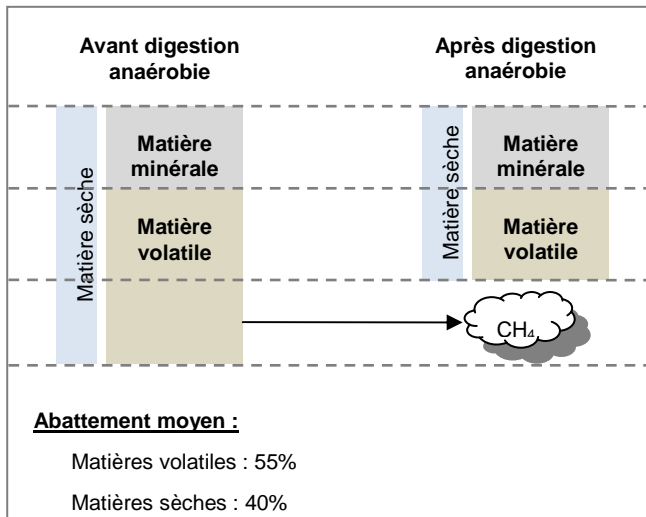 Avant digestion
anaérobie
Après digestion
anaérobie
Matière sèche
Matière
minérale
Matière
volatile
Matière sèche
Matière
minérale
Matière
volatile
CH₄
Abattement moyen :
Matières volatiles : 55%
Matières sèches : 40%